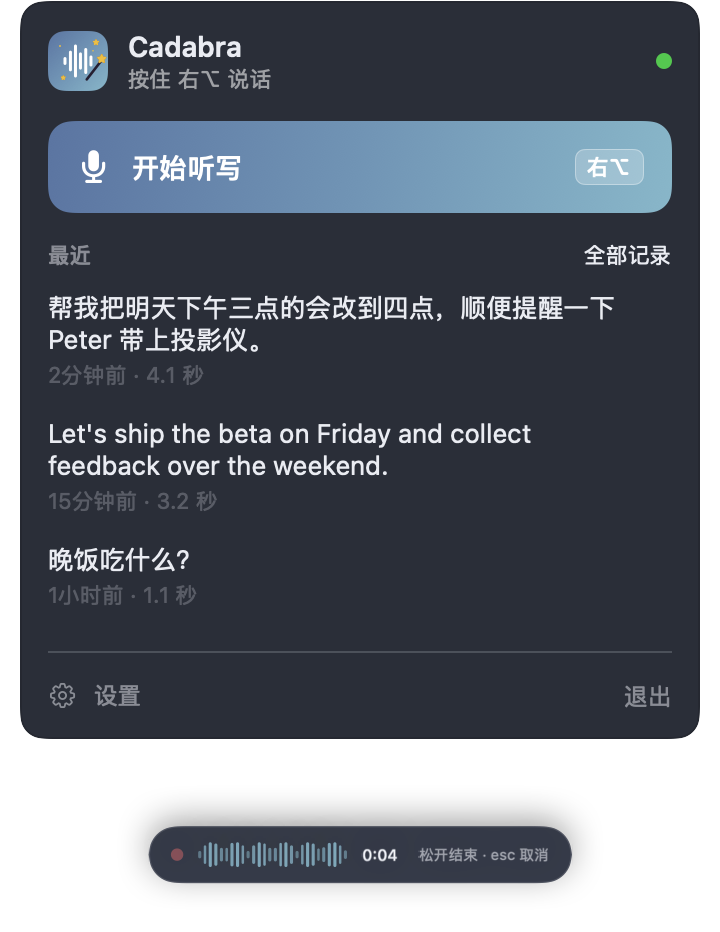 Cadabra
按住 右⌥ 说话
开始听写
右⌥
最近
全部记录
帮我把明天下午三点的会改到四点，顺便提醒一下
Peter 带上投影仪。
2分钟前 · 4.1 秒
Let's ship the beta on Friday and collect
feedback over the weekend.
15分钟前 · 3.2 秒
晚饭吃什么？
1小时前 · 1.1 秒
设置
退出
0:04
松开结束 · esc 取消